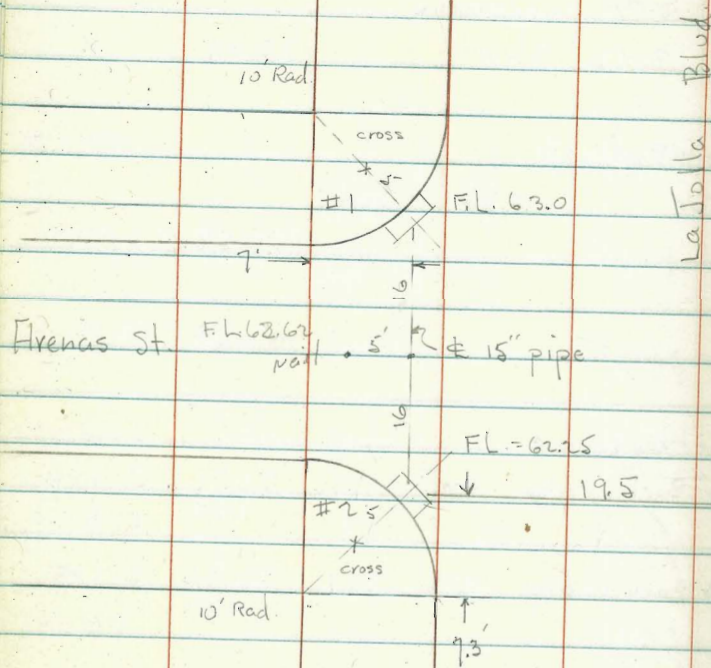 La Jolla Blvd
10' Rad.
cross
5
#1
F.L. 63.0
7'
16
Arenas St.
F.L. 62.62
nail
5'
℄ 15" pipe
16
F.L. = 62.25
19.5
#2
5
cross
10' Rad.
7.3'